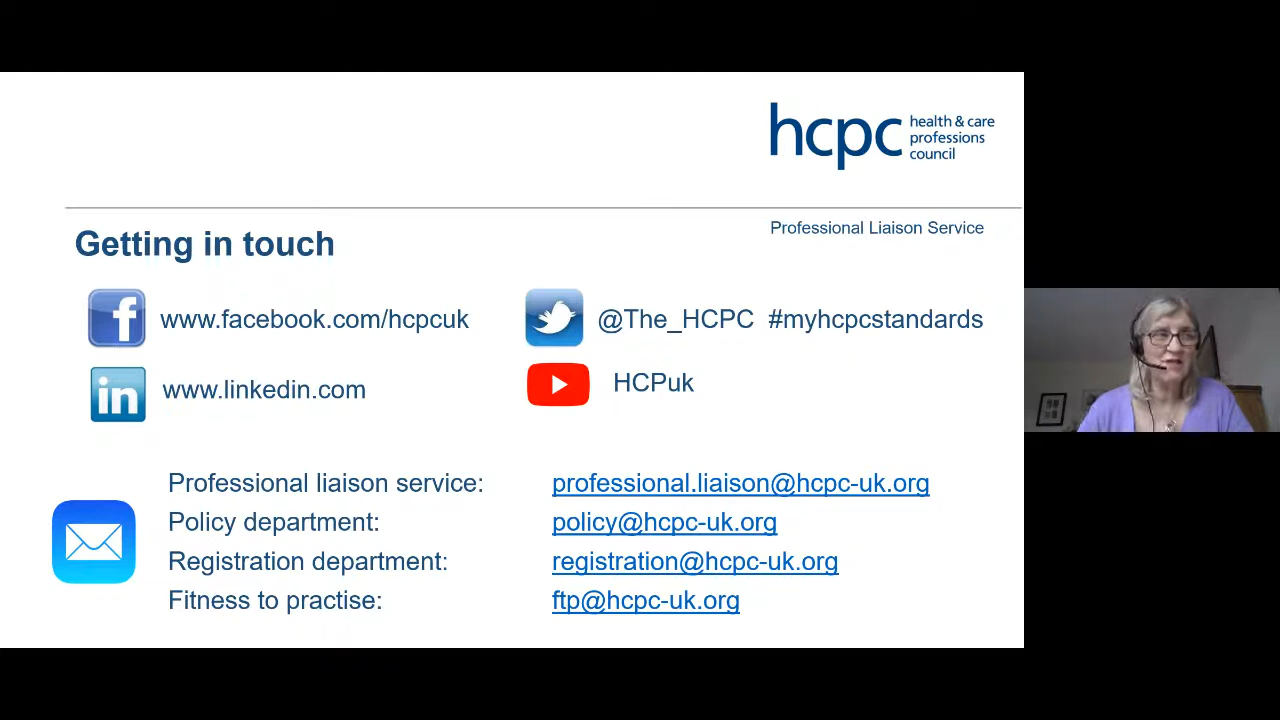 hcpc health & care
professions
council
Professional Liaison Service
Getting in touch
www.facebook.com/hcpcuk
@The_HCPC #myhcpcstandards
www.linkedin.com
HCPuk
Professional liaison service: professional.liaison@hcpc-uk.org
Policy department: policy@hcpc-uk.org
Registration department: registration@hcpc-uk.org
Fitness to practise: ftp@hcpc-uk.org